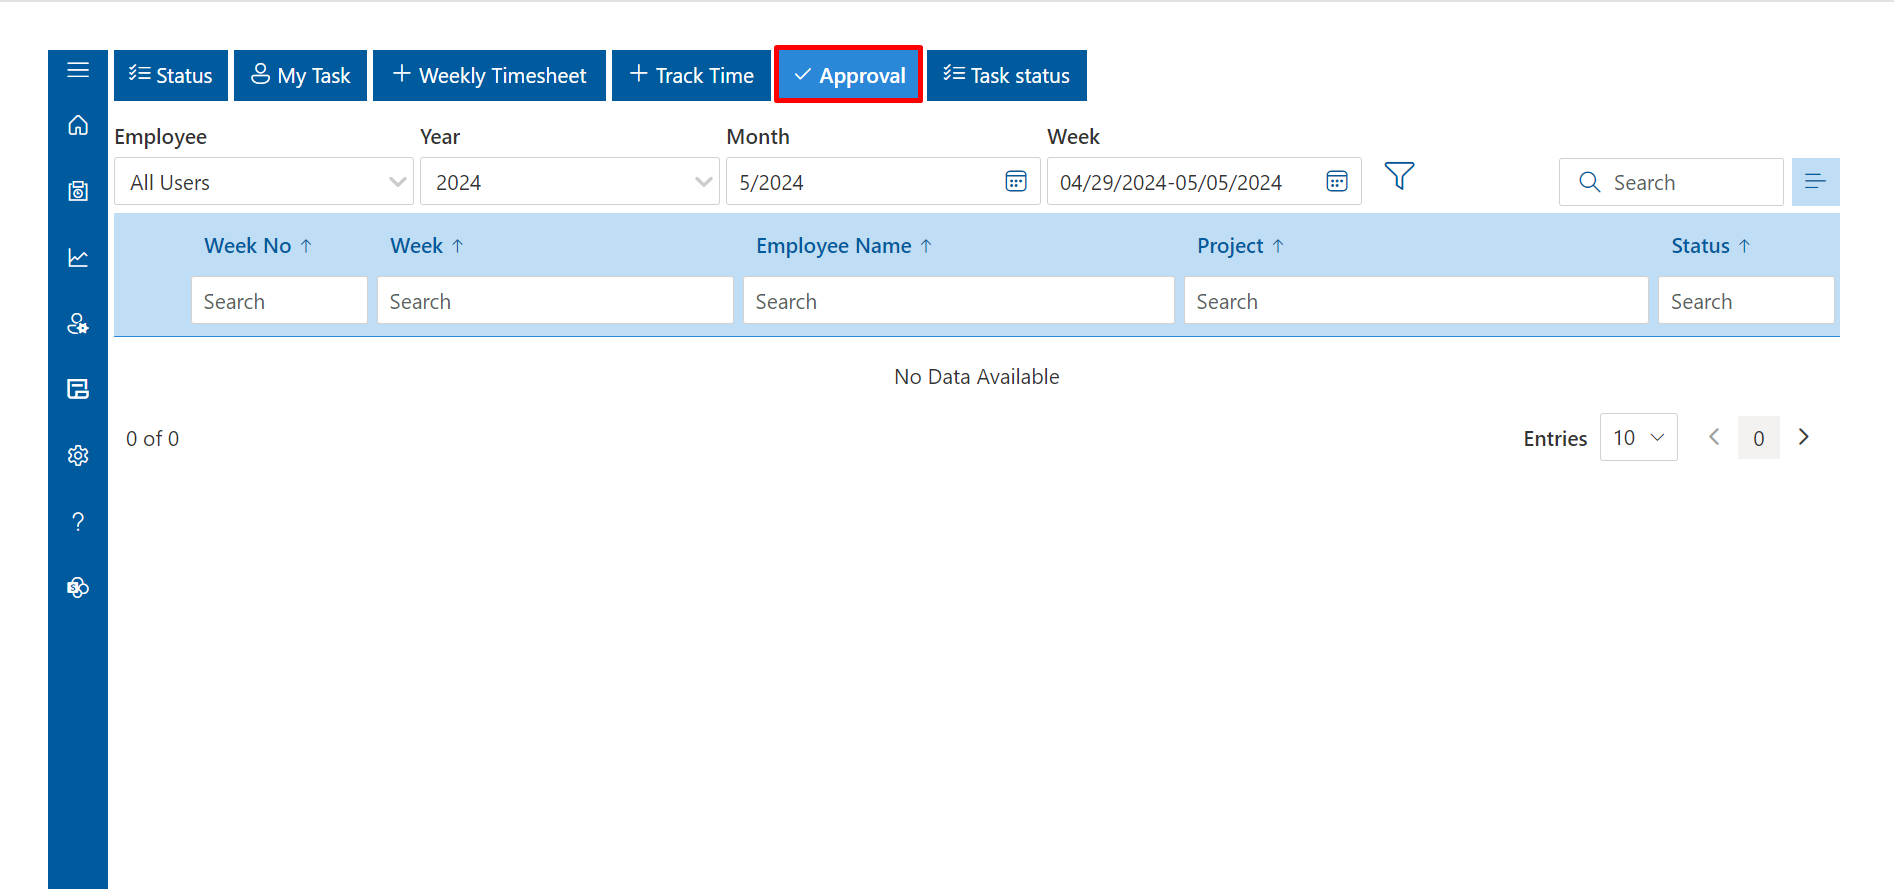 Status My Task Weekly Timesheet Track Time Approval Task status
Employee Year Month Week
All Users 2024 5/2024 04/29/2024-05/05/2024 Search
Week No Week Employee Name Project Status
Search Search Search Search Search
No Data Available
0 of 0 Entries 10 0